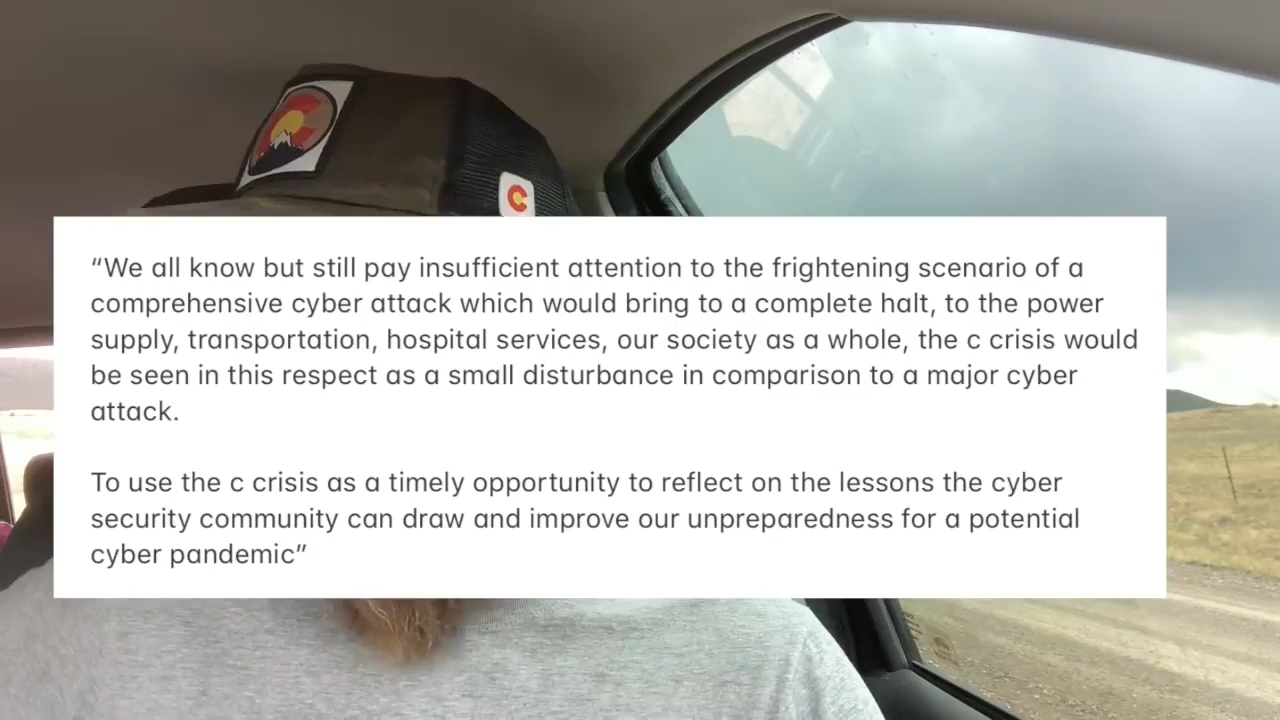 “We all know but still pay insufficient attention to the frightening scenario of a
comprehensive cyber attack which would bring to a complete halt, to the power
supply, transportation, hospital services, our society as a whole, the c crisis would
be seen in this respect as a small disturbance in comparison to a major cyber
attack.
To use the c crisis as a timely opportunity to reflect on the lessons the cyber
security community can draw and improve our unpreparedness for a potential
cyber pandemic”